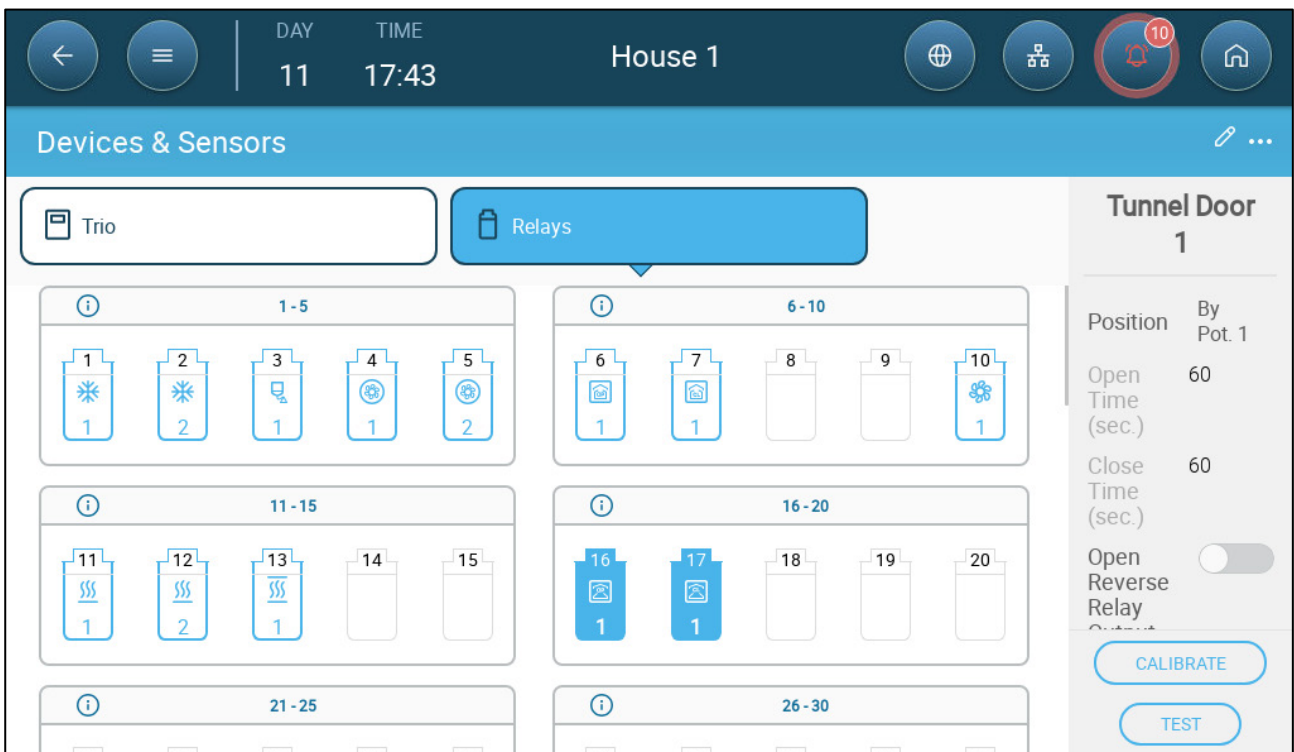 DAY TIME
10
House 1
11 17:43
Devices & Sensors
Trio
Relays
Tunnel Door
1
1 - 5
6 - 10
1 2 3 4 5
1 2 1 1 2
6 7 8 9 10
1 1 1
Position By
Pot. 1
Open 60
Time
(sec.)
Close 60
Time
(sec.)
Open
Reverse
Relay
11 - 15
16 - 20
11 12 13 14 15
1 2 1
16 17 18 19 20
1 1
CALIBRATE
TEST
21 - 25
26 - 30